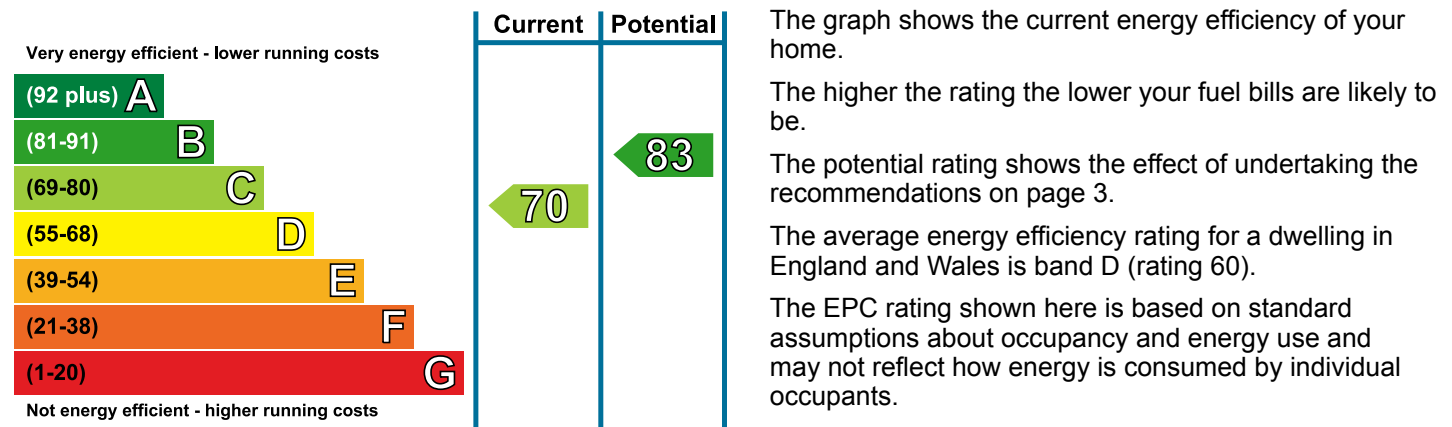 Current Potential
Very energy efficient - lower running costs
(92 plus) A
(81-91) B
83
(69-80) C
70
(55-68) D
(39-54) E
(21-38) F
(1-20) G
Not energy efficient - higher running costs
The graph shows the current energy efficiency of your
home.
The higher the rating the lower your fuel bills are likely to
be.
The potential rating shows the effect of undertaking the
recommendations on page 3.
The average energy efficiency rating for a dwelling in
England and Wales is band D (rating 60).
The EPC rating shown here is based on standard
assumptions about occupancy and energy use and
may not reflect how energy is consumed by individual
occupants.